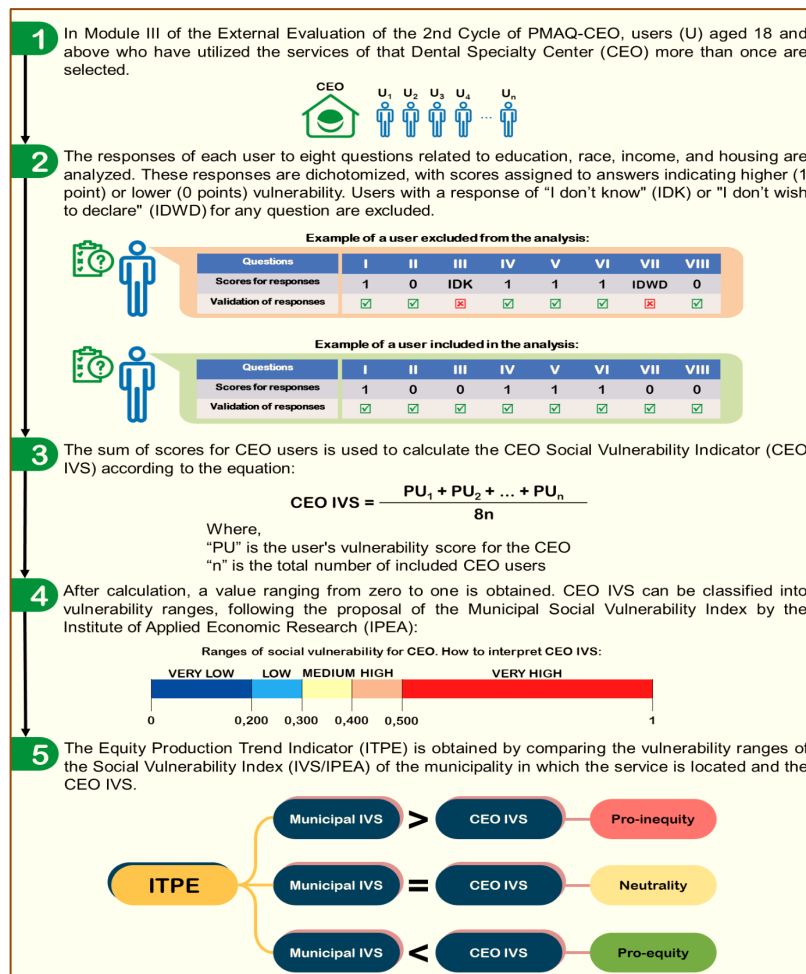 1
In Module III of the External Evaluation of the 2nd Cycle of PMAQ-CEO, users (U) aged 18 and
above who have utilized the services of that Dental Specialty Center (CEO) more than once are
selected.
CEO
U1 U2 U3 U4 ... Un
2
The responses of each user to eight questions related to education, race, income, and housing are
analyzed. These responses are dichotomized, with scores assigned to answers indicating higher (1
point) or lower (0 points) vulnerability. Users with a response of “I don’t know" (IDK) or "I don’t wish
to declare" (IDWD) for any question are excluded.
Example of a user excluded from the analysis:
Questions I II III IV V VI VII VIII
Scores for responses 1 0 IDK 1 1 1 IDWD 0
Validation of responses
Example of a user included in the analysis:
Questions I II III IV V VI VII VIII
Scores for responses 1 0 0 1 1 1 0 0
Validation of responses
3
The sum of scores for CEO users is used to calculate the CEO Social Vulnerability Indicator (CEO
IVS) according to the equation:
CEO IVS = PU1 + PU2 + ... + PUn
8n
Where,
“PU” is the user's vulnerability score for the CEO
“n” is the total number of included CEO users
4
After calculation, a value ranging from zero to one is obtained. CEO IVS can be classified into
vulnerability ranges, following the proposal of the Municipal Social Vulnerability Index by the
Institute of Applied Economic Research (IPEA):
Ranges of social vulnerability for CEO. How to interpret CEO IVS:
VERY LOW LOW MEDIUM HIGH VERY HIGH
0 0,200 0,300 0,400 0,500 1
5
The Equity Production Trend Indicator (ITPE) is obtained by comparing the vulnerability ranges of
the Social Vulnerability Index (IVS/IPEA) of the municipality in which the service is located and the
CEO IVS.
Municipal IVS > CEO IVS Pro-inequity
ITPE Municipal IVS = CEO IVS Neutrality
Municipal IVS < CEO IVS Pro-equity